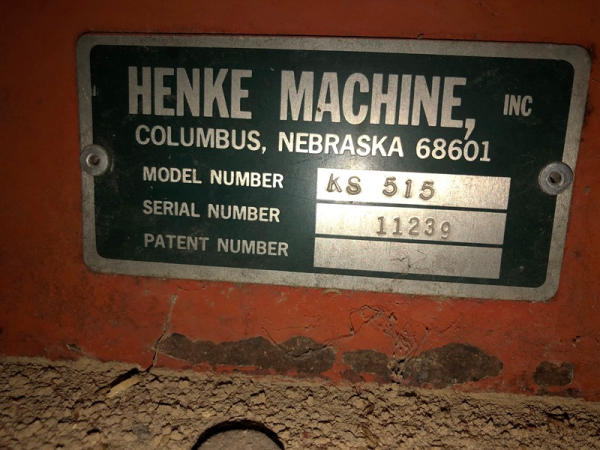 HENKE MACHINE, INC
COLUMBUS, NEBRASKA 68601
MODEL NUMBER KS 515
SERIAL NUMBER 11239
PATENT NUMBER